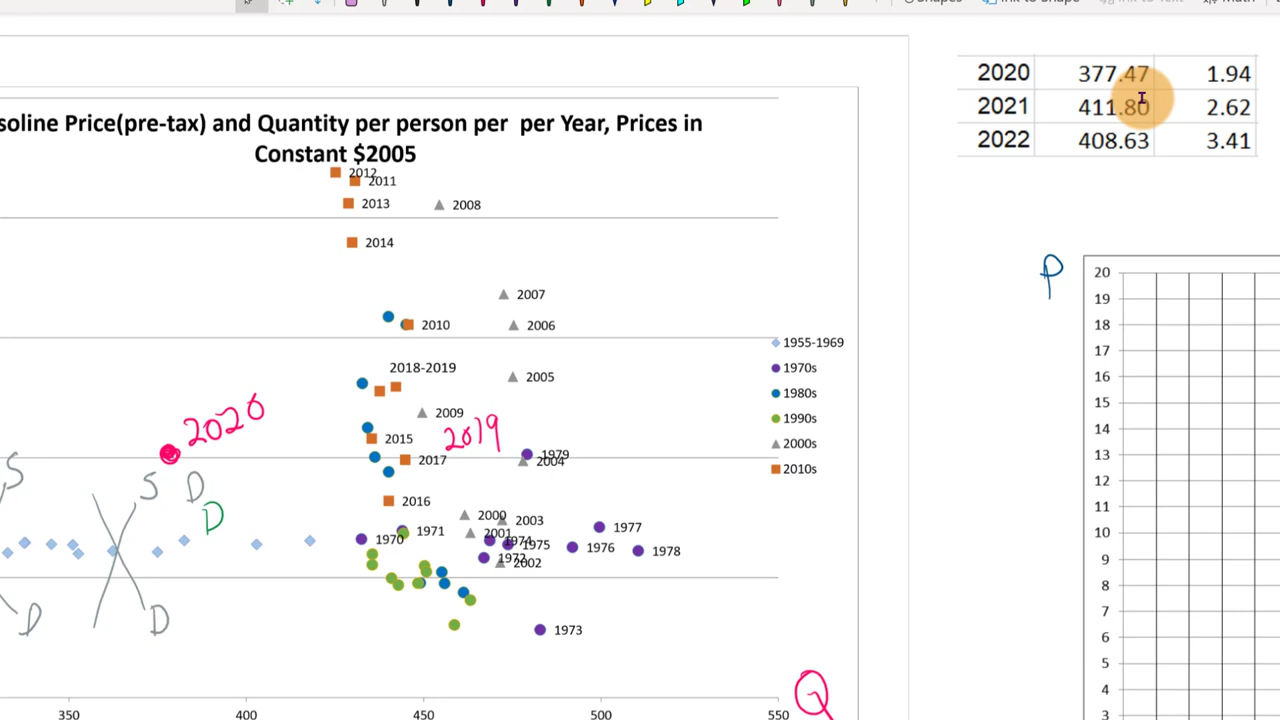 soline Price(pre-tax) and Quantity per person per  per Year, Prices in
Constant $2005
2020 377.47 1.94
2021 411.80 2.62
2022 408.63 3.41
2012
2011
2013
2008
2014
2007
2010
2006
2018-2019
2005
2009
2020
2019
2015
2017
1979
2004
2016
S
S D
D
2000
2003
1977
1970
1971
2001
1974
1975
1976
1978
1972
2002
D
D
1973
350 400 450 500 550
Q
1955-1969
1970s
1980s
1990s
2000s
2010s
P
20
19
18
17
16
15
14
13
12
11
10
9
8
7
6
5
4
3